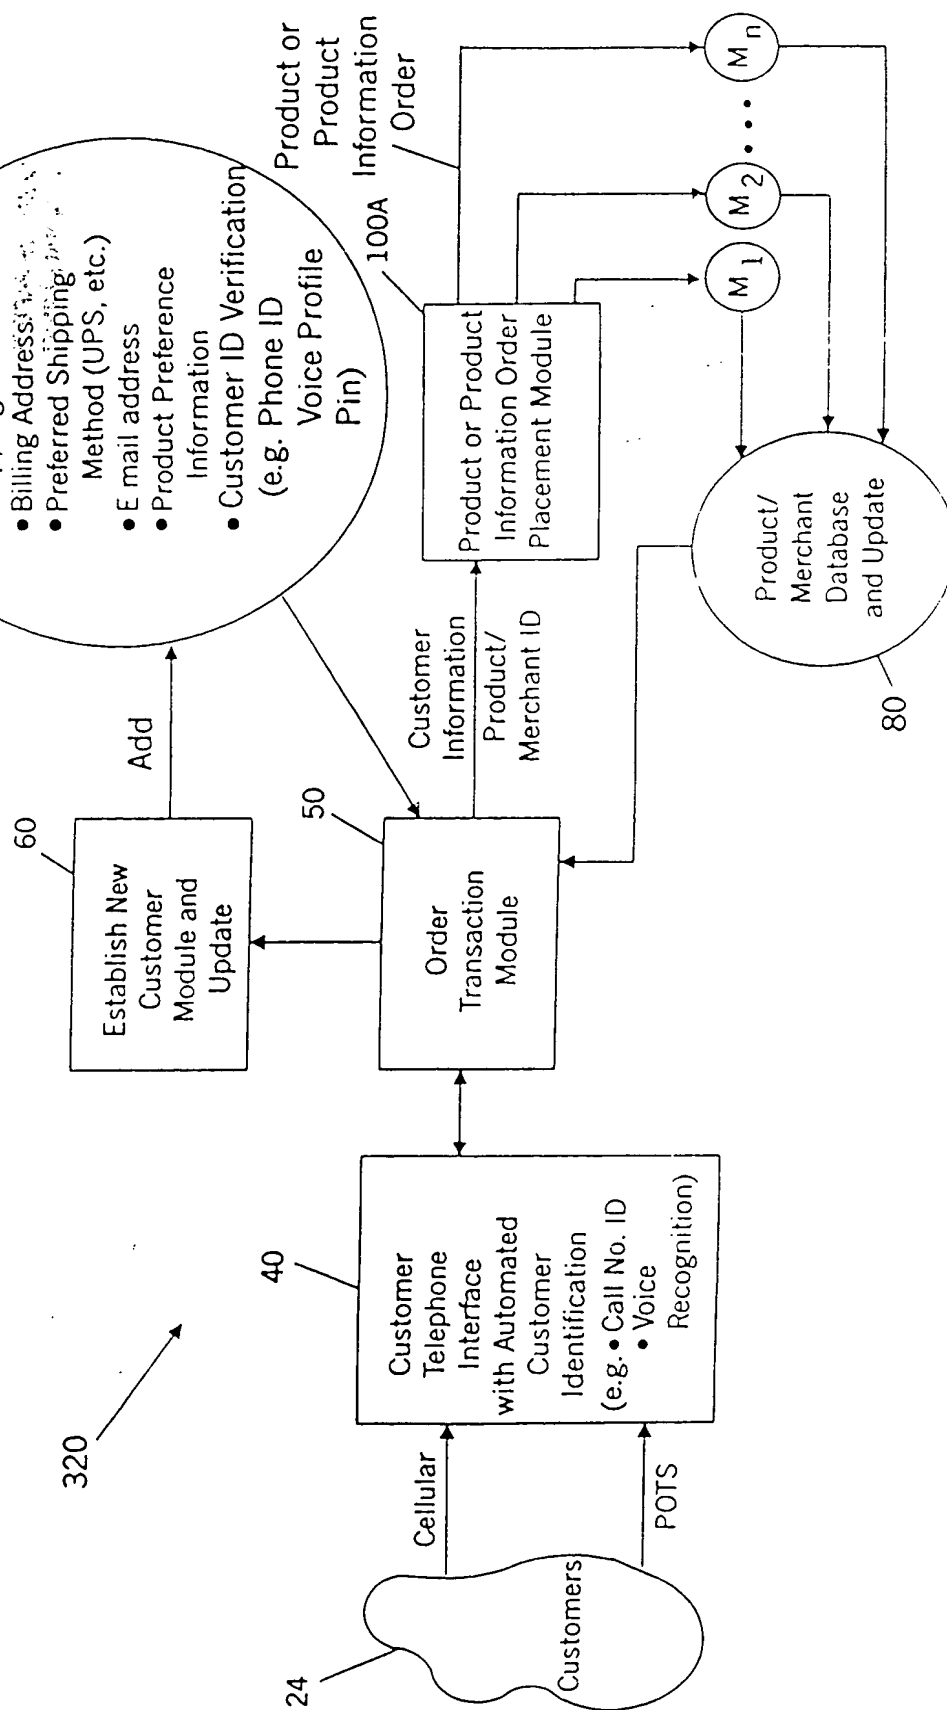 • Billing Address
• Preferred Shipping
Method (UPS, etc.)
• E mail address
• Product Preference
Information
• Customer ID Verification
(e.g. Phone ID
Voice Profile
Pin)
60
Establish New
Customer
Module and
Update
Add
320
40
Customer
Telephone
Interface
with Automated
Customer
Identification
(e.g. • Call No. ID
• Voice
Recognition)
50
Order
Transaction
Module
Customer
Information
Product/
Merchant ID
100A
Product or Product
Information Order
Placement Module
Product or
Product
Information
Order
24
Customers
Cellular
POTS
M1
M2
Mn
80
Product/
Merchant
Database
and Update